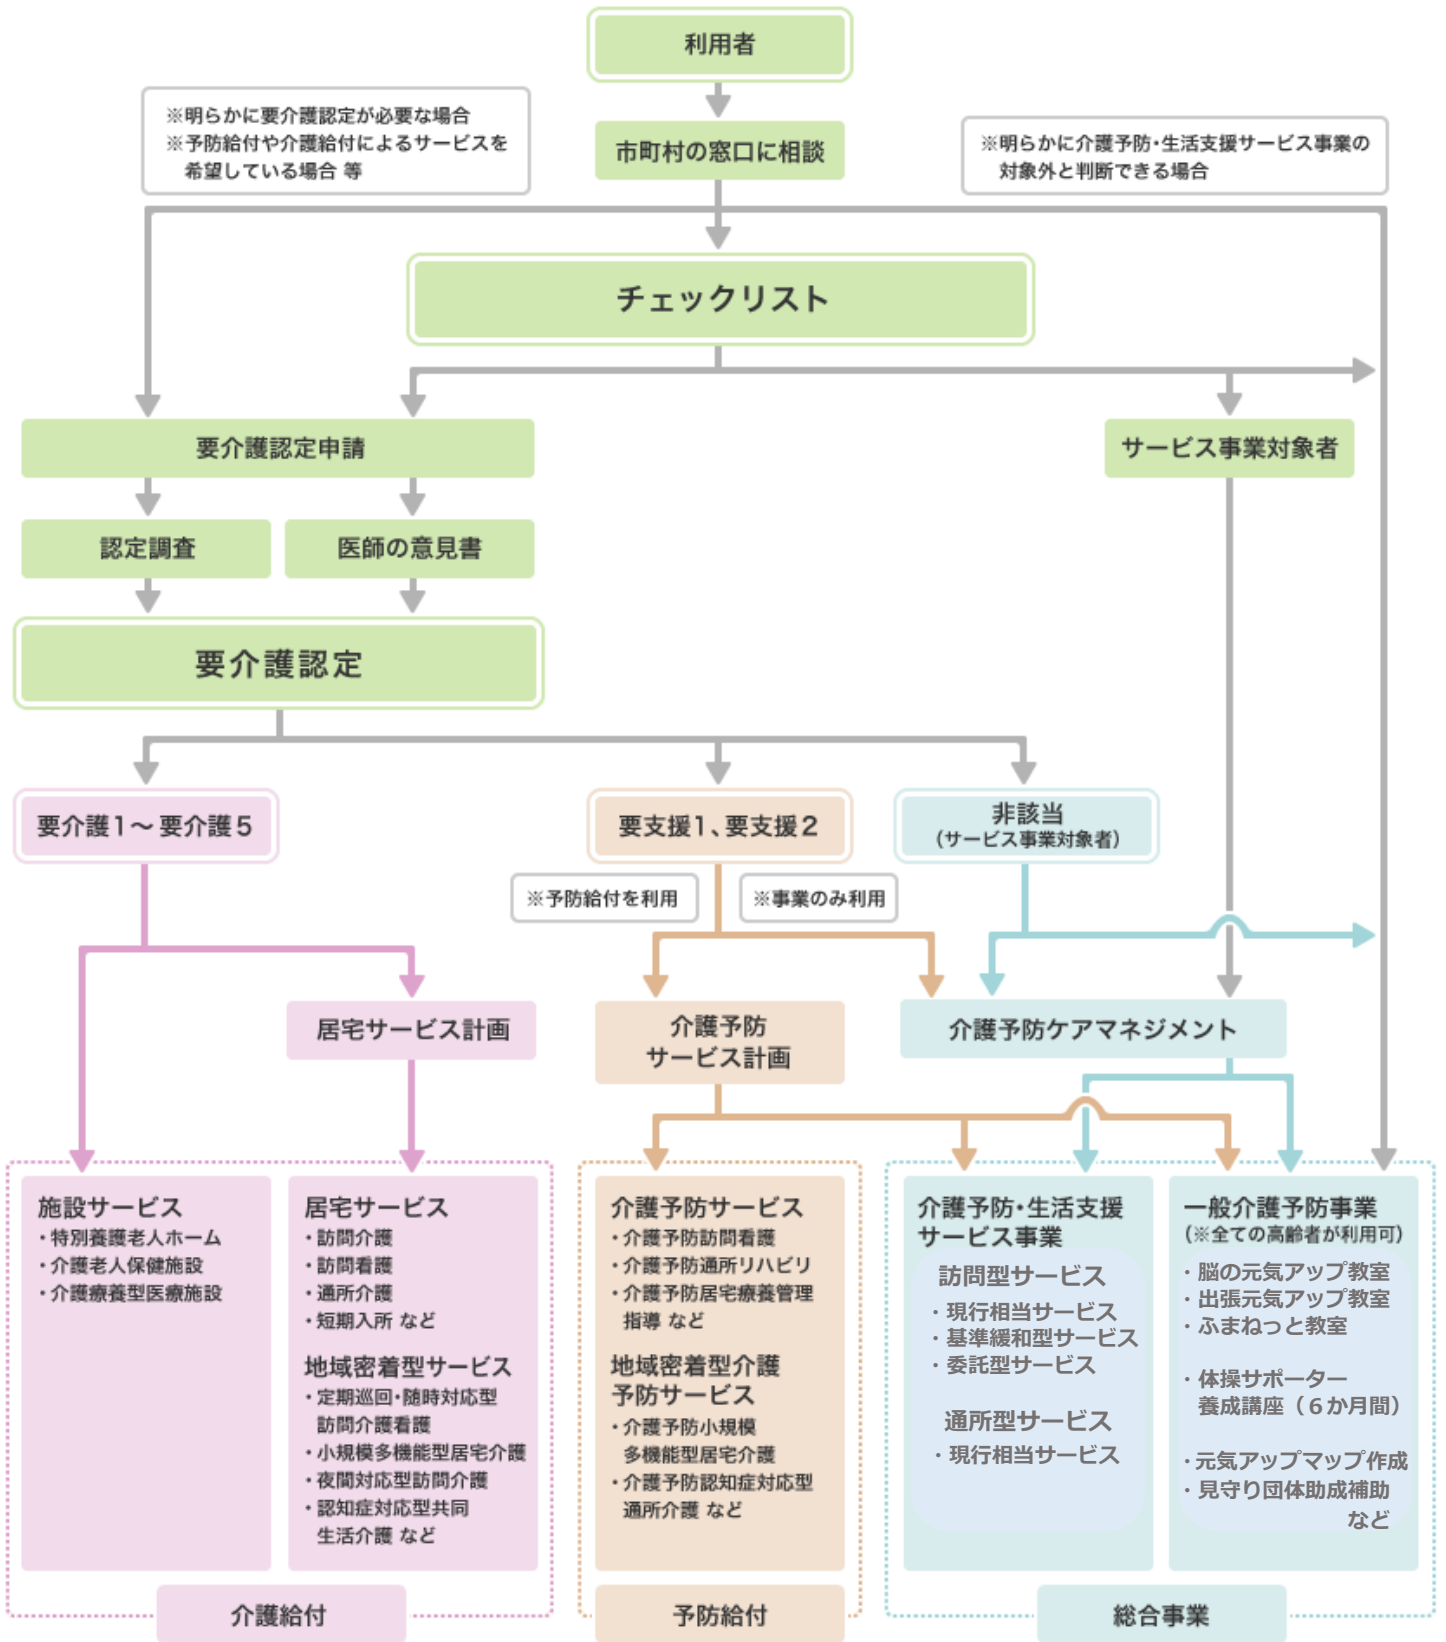 利用者
※明らかに要介護認定が必要な場合
※予防給付や介護給付によるサービスを
希望している場合 等
市町村の窓口に相談
※明らかに介護予防・生活支援サービス事業の
対象外と判断できる場合
チェックリスト
要介護認定申請
サービス事業対象者
認定調査
医師の意見書
要介護認定
要介護1～要介護5
要支援1、要支援2
非該当
(サービス事業対象者)
※予防給付を利用
※事業のみ利用
居宅サービス計画
介護予防
サービス計画
介護予防ケアマネジメント
施設サービス
・特別養護老人ホーム
・介護老人保健施設
・介護療養型医療施設
居宅サービス
・訪問介護
・訪問看護
・通所介護
・短期入所 など
地域密着型サービス
・定期巡回・随時対応型
訪問介護看護
・小規模多機能型居宅介護
・夜間対応型訪問介護
・認知症対応型共同
生活介護 など
介護給付
介護予防サービス
・介護予防訪問看護
・介護予防通所リハビリ
・介護予防居宅療養管理
指導 など
地域密着型介護
予防サービス
・介護予防小規模
多機能型居宅介護
・介護予防認知症対応型
通所介護 など
予防給付
介護予防・生活支援
サービス事業
訪問型サービス
・現行相当サービス
・基準緩和型サービス
・委託型サービス
通所型サービス
・現行相当サービス
一般介護予防事業
(※全ての高齢者が利用可)
・脳の元気アップ教室
・出張元気アップ教室
・ふまねっと教室
・体操サポーター
養成講座（６か月間）
・元気アップマップ作成
・見守り団体助成補助
など
総合事業